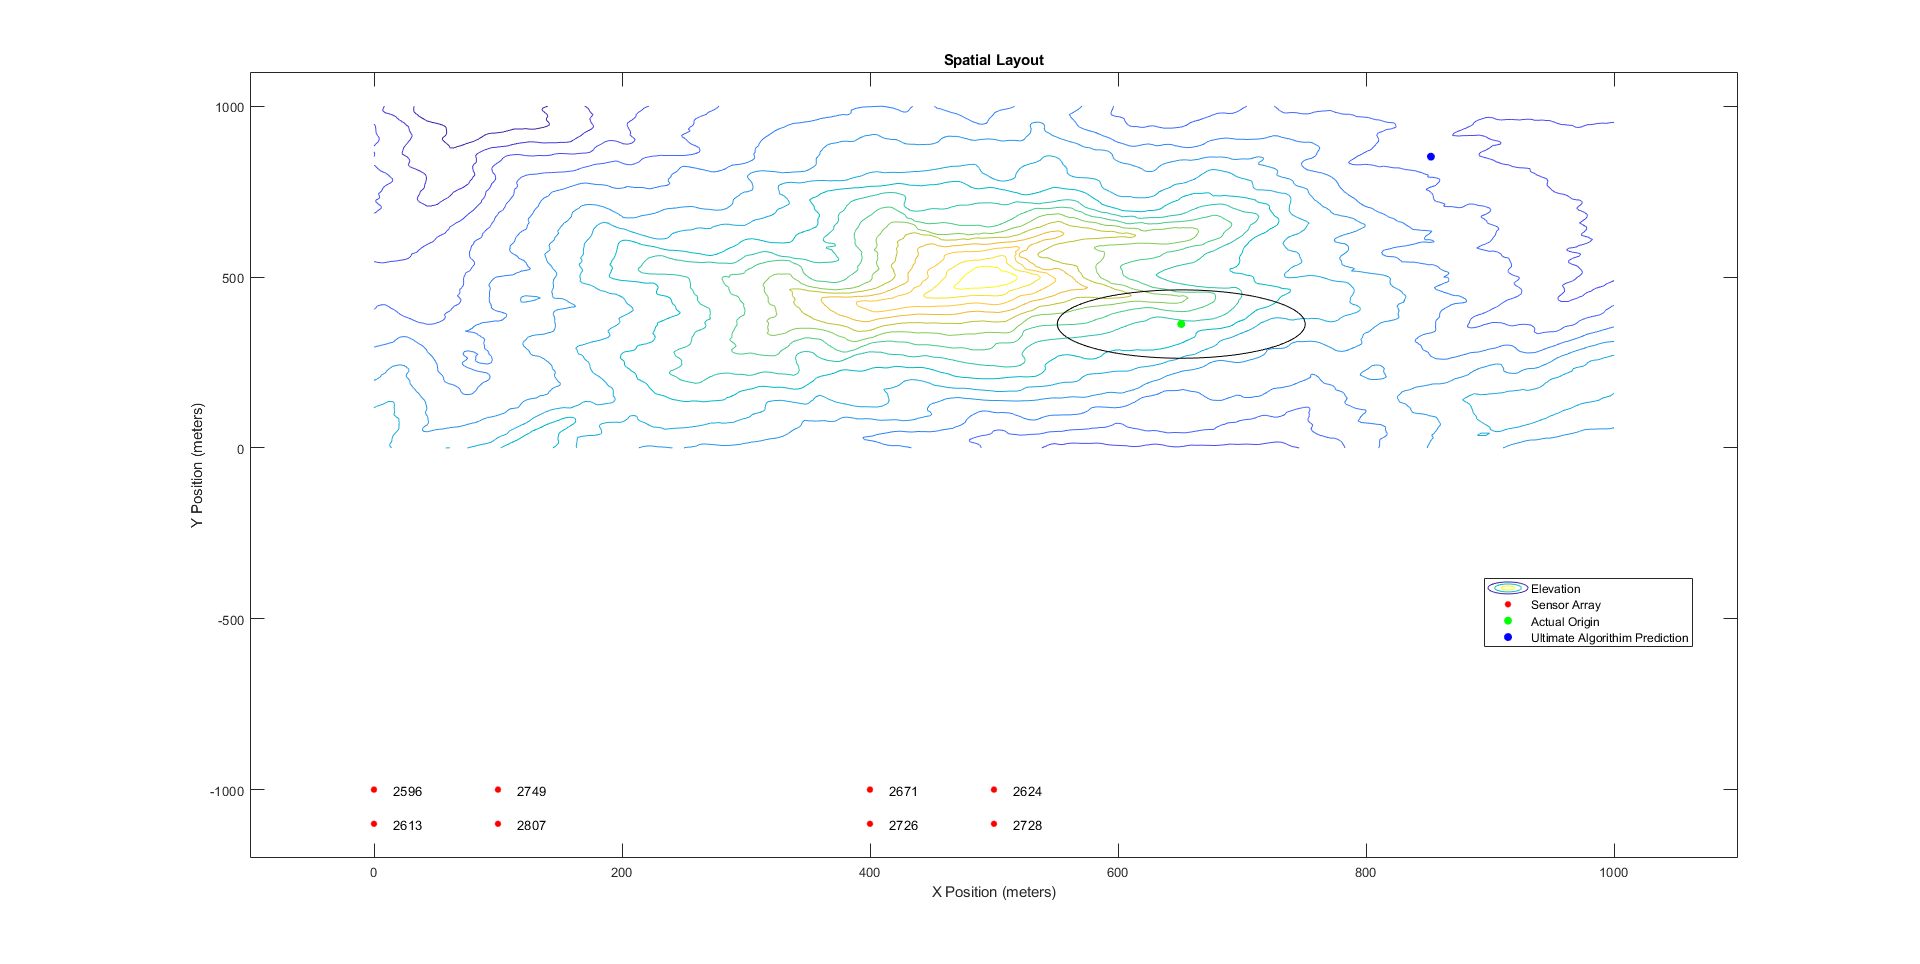 Spatial Layout
1000
500
0
-500
-1000
Y Position (meters)
Elevation
Sensor Array
Actual Origin
Ultimate Algorithim Prediction
2596 2749 2671 2624
2613 2807 2726 2728
0 200 400 600 800 1000
X Position (meters)